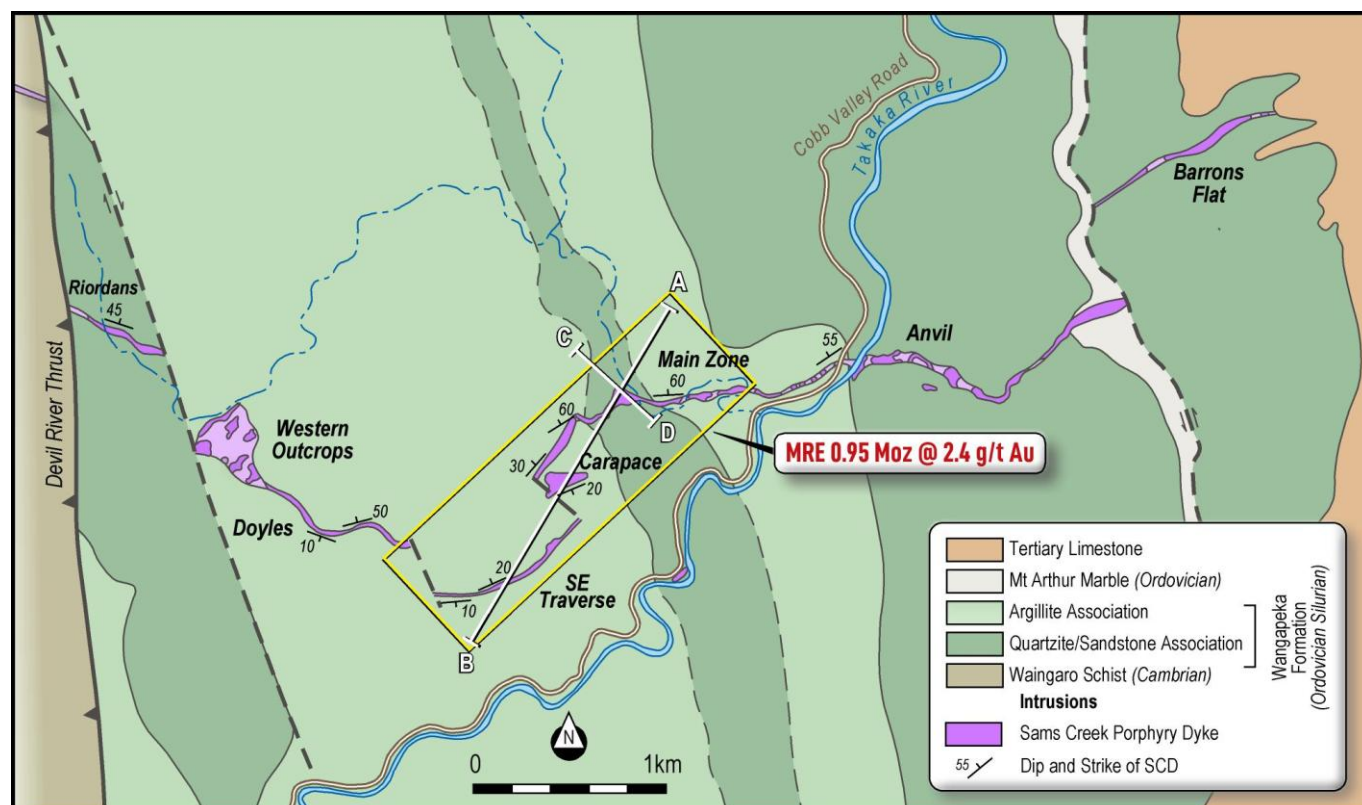 Cobb Valley Road
Takaka River
Barrons
Flat
Riordans
45
Devil River Thrust
A
C
Main Zone
55
Anvil
60
60
D
MRE 0.95 Moz @ 2.4 g/t Au
Western
Outcrops
30
Carapace
20
Doyles
50
10
20
SE
Traverse
10
B
N
0
1km
Tertiary Limestone
Mt Arthur Marble (Ordovician)
Argillite Association
Quartzite/Sandstone Association
Waingaro Schist (Cambrian)
Wangapeka
Formation
(Ordovician Silurian)
Intrusions
Sams Creek Porphyry Dyke
55 Dip and Strike of SCD